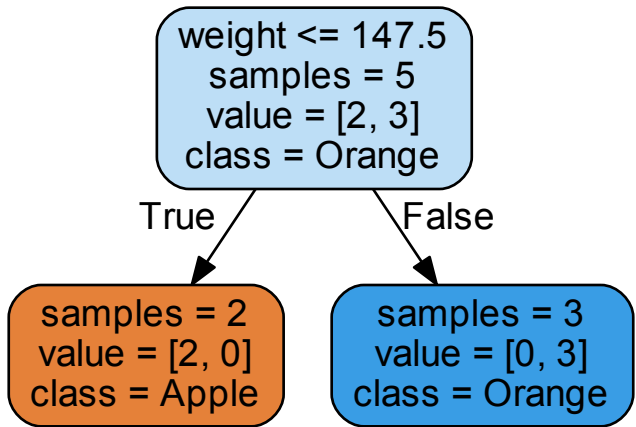 weight <= 147.5
samples = 5
value = [2, 3]
class = Orange
True
False
samples = 2
value = [2, 0]
class = Apple
samples = 3
value = [0, 3]
class = Orange